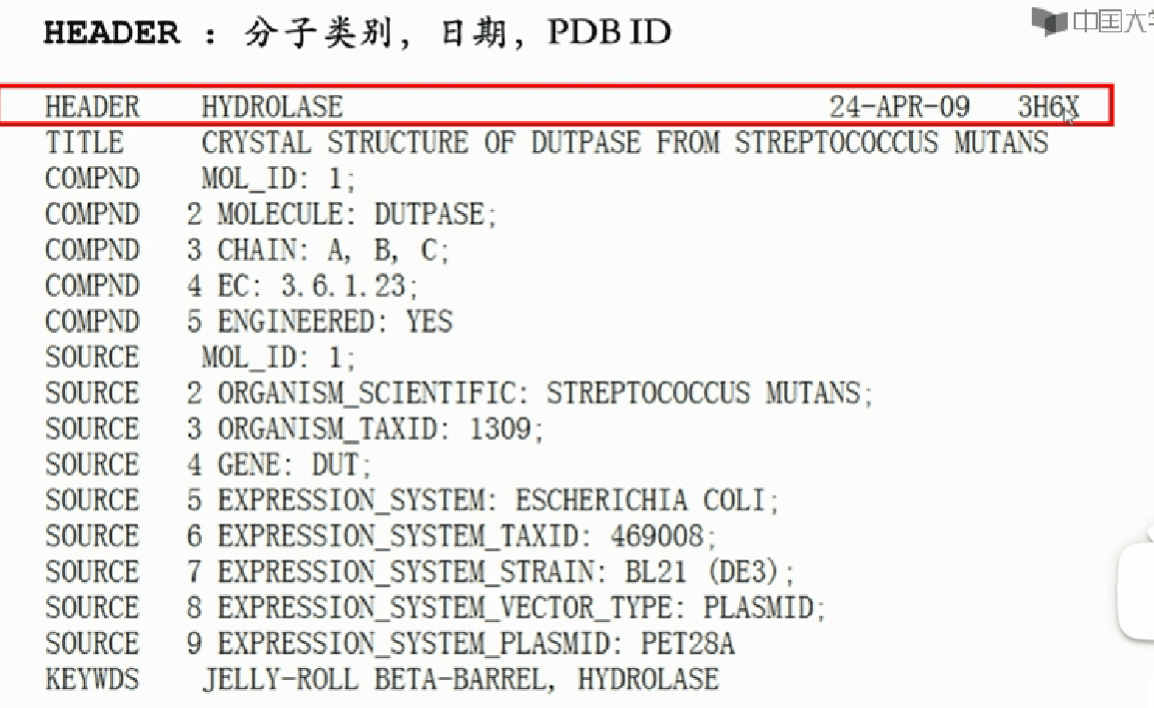 HEADER : 分子类别, 日期, PDB ID
中国大
HEADER HYDROLASE 24-APR-09 3H6X
TITLE CRYSTAL STRUCTURE OF DUTPASE FROM STREPTOCOCCUS MUTANS
COMPND MOL_ID: 1;
COMPND 2 MOLECULE: DUTPASE;
COMPND 3 CHAIN: A, B, C;
COMPND 4 EC: 3.6.1.23;
COMPND 5 ENGINEERED: YES
SOURCE MOL_ID: 1;
SOURCE 2 ORGANISM_SCIENTIFIC: STREPTOCOCCUS MUTANS;
SOURCE 3 ORGANISM_TAXID: 1309;
SOURCE 4 GENE: DUT;
SOURCE 5 EXPRESSION_SYSTEM: ESCHERICHIA COLI;
SOURCE 6 EXPRESSION_SYSTEM_TAXID: 469008;
SOURCE 7 EXPRESSION_SYSTEM_STRAIN: BL21 (DE3);
SOURCE 8 EXPRESSION_SYSTEM_VECTOR_TYPE: PLASMID;
SOURCE 9 EXPRESSION_SYSTEM_PLASMID: PET28A
KEYWDS JELLY-ROLL BETA-BARREL, HYDROLASE